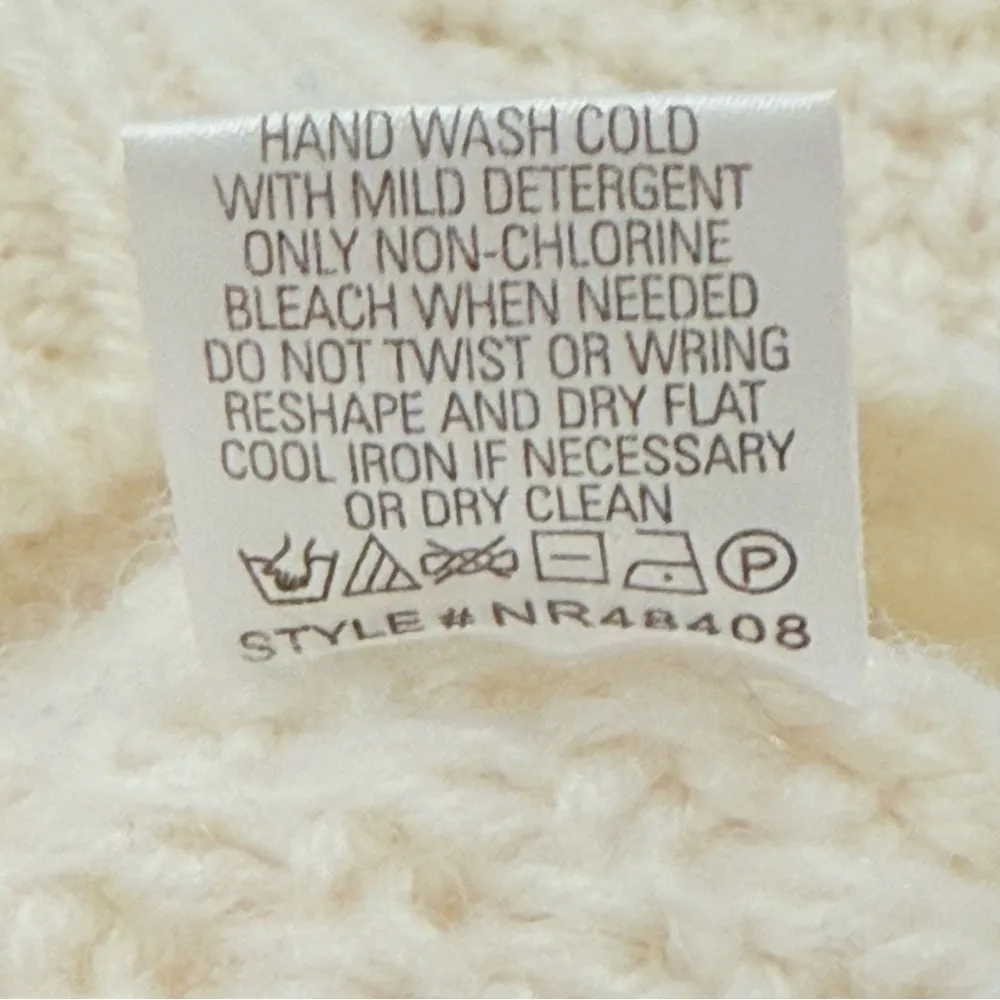 HAND WASH COLD
WITH MILD DETERGENT
ONLY NON-CHLORINE
BLEACH WHEN NEEDED
DO NOT TWIST OR WRING
RESHAPE AND DRY FLAT
COOL IRON IF NECESSARY
OR DRY CLEAN
P
STYLE # NR48408